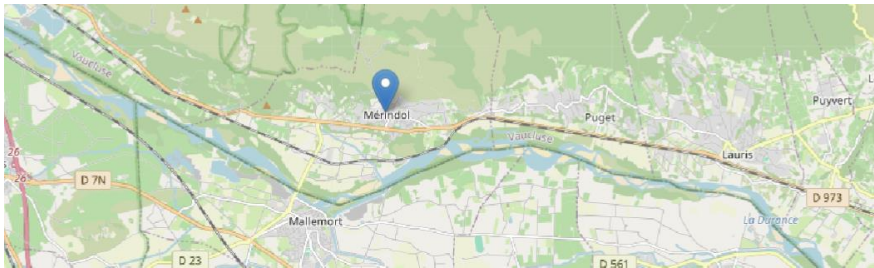 Vaucluse
Mérindol
Puget
Puyvert
Vaucluse
Lauris
26
26
D 7N
D 973
Mallemort
La Durance
D 23
D 561